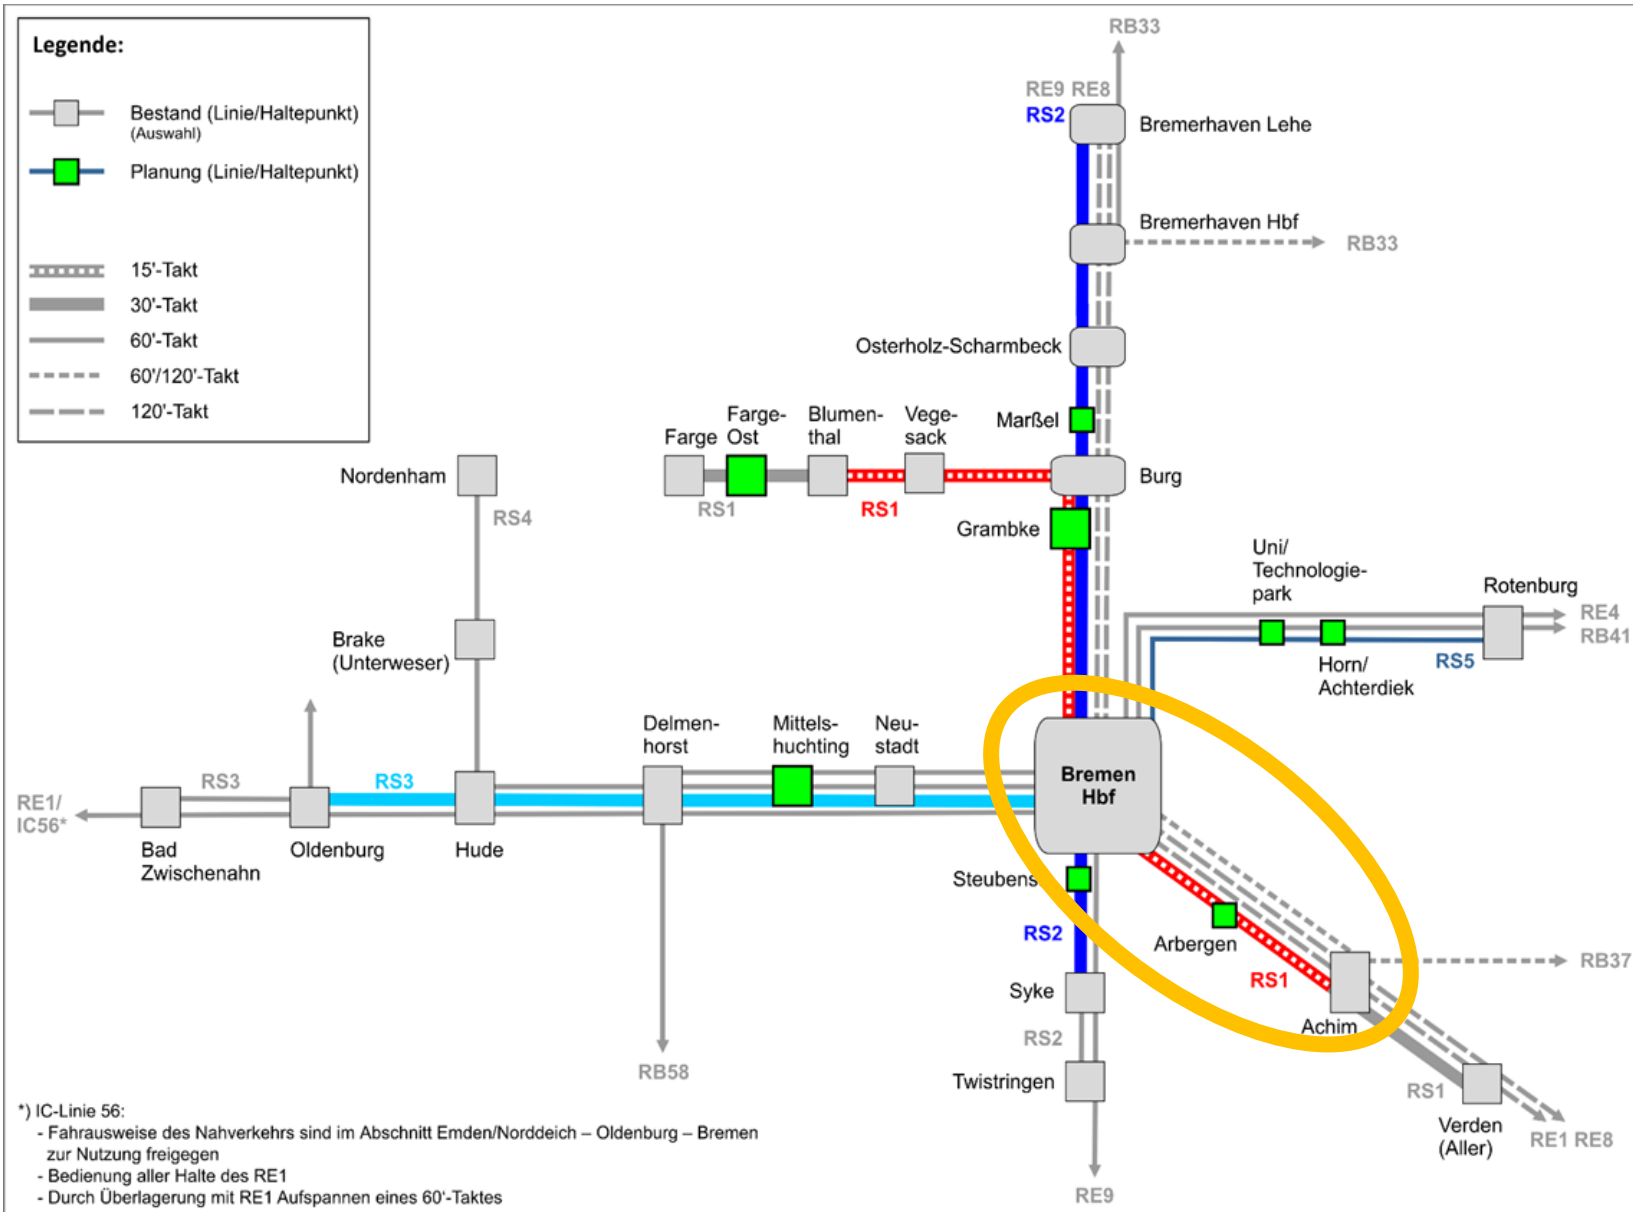 Legende:
Bestand (Linie/Haltepunkt)
(Auswahl)
Planung (Linie/Haltepunkt)
15'-Takt
30'-Takt
60'-Takt
60'/120'-Takt
120'-Takt
RB33
RE9 RE8
RS2
Bremerhaven Lehe
Bremerhaven Hbf
RB33
Osterholz-Scharmbeck
Marßel
Farge
Farge-
Ost
Blumen-
thal
Vege-
sack
Burg
RS1
RS1
Grambke
Nordenham
RS4
Uni/
Technologie-
park
Rotenburg
RE4
RB41
RS5
Horn/
Achterdiek
Brake
(Unterweser)
Delmen-
horst
Mittels-
huchting
Neu-
stadt
Bremen
Hbf
RS3
RS3
RE1/
IC56*
Bad
Zwischenahn
Oldenburg
Hude
Steubens
RS2
Arbergen
RS1
RB37
Syke
Achim
RS2
RB58
Twistringen
RS1
Verden
(Aller)
RE1 RE8
RE9
*) IC-Linie 56:
- Fahrausweise des Nahverkehrs sind im Abschnitt Emden/Norddeich – Oldenburg – Bremen
zur Nutzung freigegen
- Bedienung aller Halte des RE1
- Durch Überlagerung mit RE1 Aufspannen eines 60'-Taktes